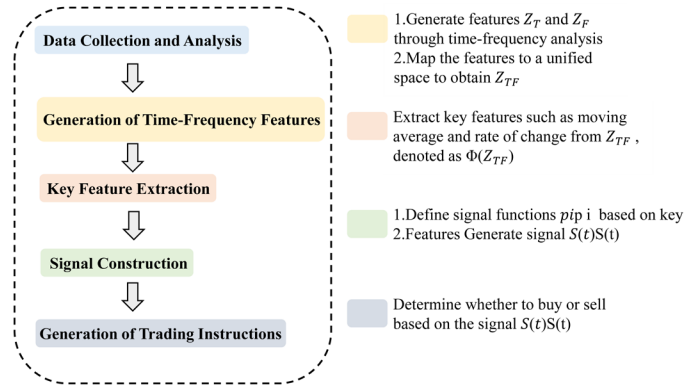 Data Collection and Analysis
Generation of Time-Frequency Features
Key Feature Extraction
Signal Construction
Generation of Trading Instructions
1.Generate features Z_T and Z_F
through time-frequency analysis
2.Map the features to a unified
space to obtain Z_TF
Extract key features such as moving
average and rate of change from Z_TF ,
denoted as Φ(Z_TF)
1.Define signal functions pip i based on key
2.Features Generate signal S(t)S(t)
Determine whether to buy or sell
based on the signal S(t)S(t)